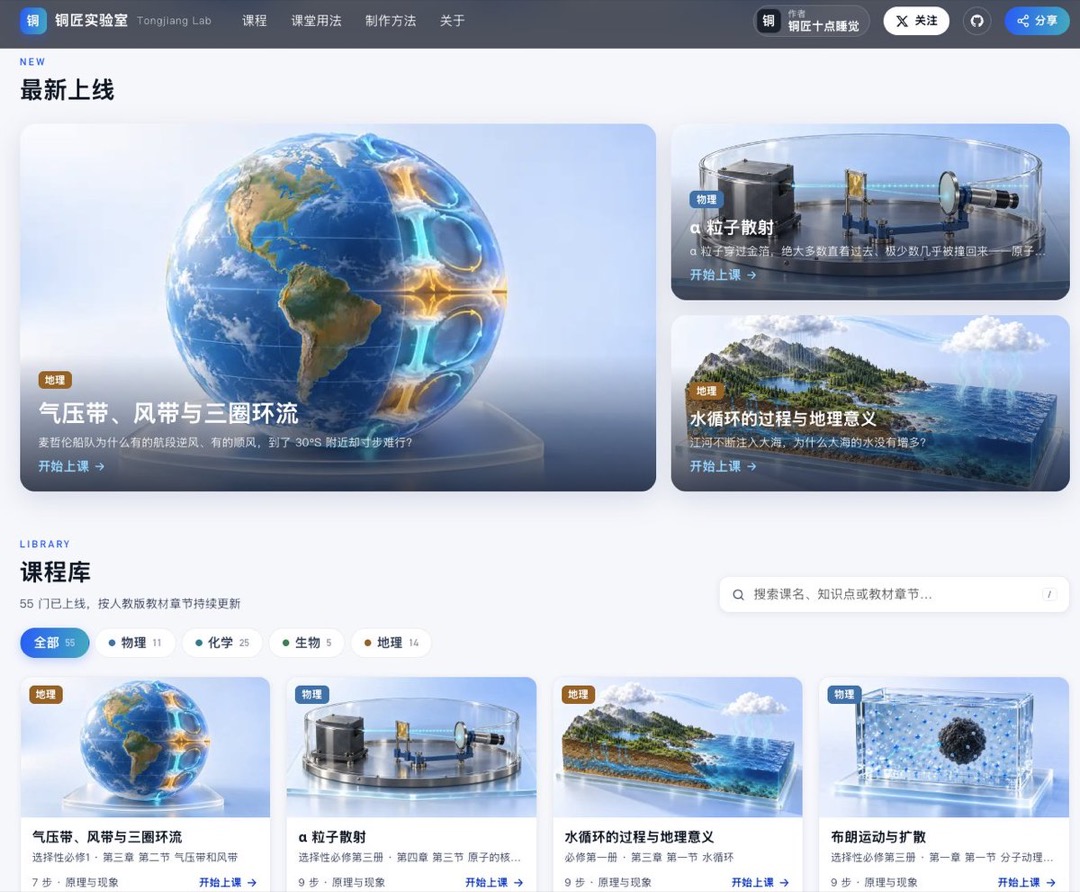 铜 铜匠实验室 Tongjiang Lab 课程 课堂用法 制作方法 关于 铜 作者 铜匠十点睡觉 关注 分享
NEW
最新上线
地理
气压带、风带与三圈环流
麦哲伦船队为什么有的航段逆风、有的顺风，到了 30°S 附近却寸步难行？
开始上课 →
物理
α 粒子散射
α 粒子穿过金箔，绝大多数直着过去、极少数几乎被撞回来——原子…
开始上课 →
地理
水循环的过程与地理意义
江河不断注入大海，为什么大海的水没有增多？
开始上课 →
LIBRARY
课程库
55 门已上线，按人教版教材章节持续更新
搜索课名、知识点或教材章节… /
全部 55 物理 11 化学 25 生物 5 地理 14
地理
气压带、风带与三圈环流
选择性必修1 · 第三章 第二节 气压带和风带
7 步 · 原理与现象 开始上课 →
物理
α 粒子散射
选择性必修第三册 · 第四章 第三节 原子的核…
9 步 · 原理与现象 开始上课 →
地理
水循环的过程与地理意义
必修第一册 · 第三章 第一节 水循环
9 步 · 原理与现象 开始上课 →
物理
布朗运动与扩散
选择性必修第三册 · 第一章 第一节 分子动理…
9 步 · 原理与现象 开始上课 →